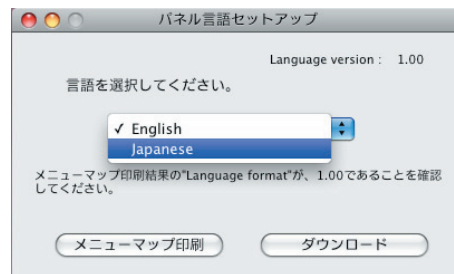 パネル言語セットアップ
Language version : 1.00
言語を選択してください。
✓ English
Japanese
メニューマップ印刷結果の"Language format"が、1.00であることを確認
してください。
メニューマップ印刷
ダウンロード